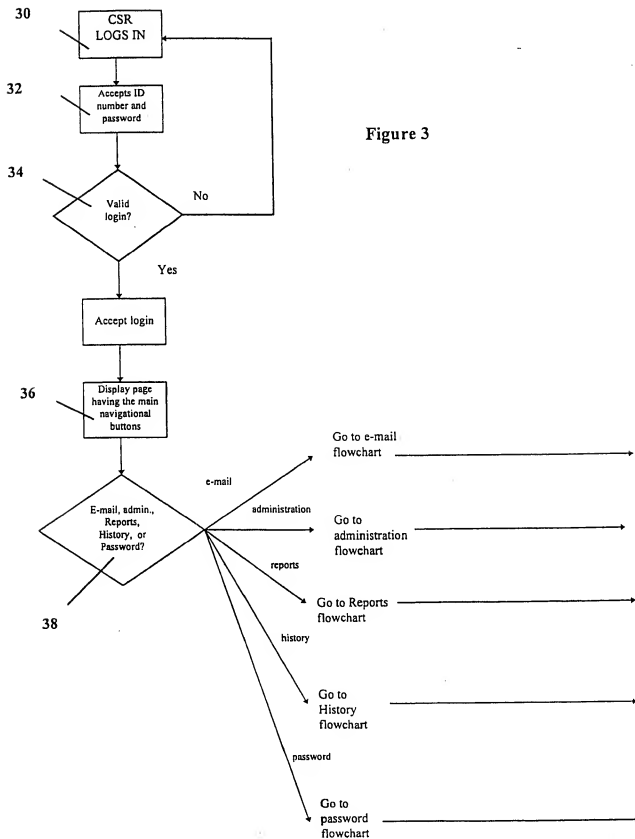 30
CSR
LOGS IN
32
Accepts ID
number and
password
Figure 3
34
Valid
login?
No
Yes
Accept login
36
Display page
having the main
navigational
buttons
E-mail, admin.,
Reports,
History, or
Password?
38
e-mail
Go to e-mail
flowchart
administration
Go to
administration
flowchart
reports
Go to Reports
flowchart
history
Go to
History
flowchart
password
Go to
password
flowchart